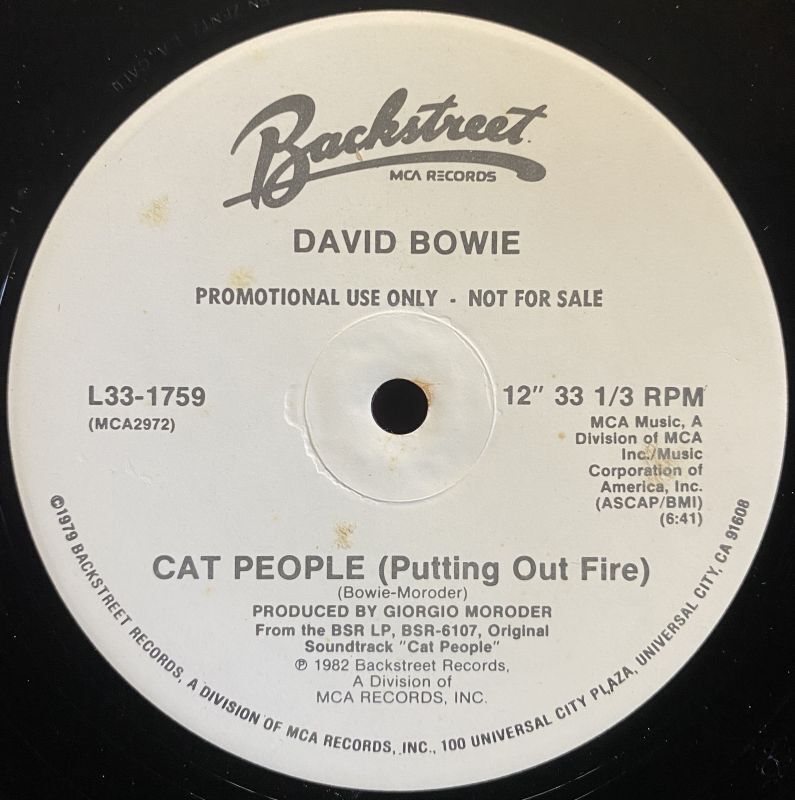 Backstreet
MCA RECORDS
DAVID BOWIE
PROMOTIONAL USE ONLY - NOT FOR SALE
L33-1759
(MCA2972)
12" 33 1/3 RPM
MCA Music, A
Division of MCA
Inc./Music
Corporation of
America, Inc.
(ASCAP/BMI)
(6:41)
CAT PEOPLE (Putting Out Fire)
(Bowie-Moroder)
PRODUCED BY GIORGIO MORODER
From the BSR LP, BSR-6107, Original
Soundtrack "Cat People"
℗ 1982 Backstreet Records,
A Division of
MCA RECORDS, INC.
©1979 BACKSTREET RECORDS, A DIVISION OF MCA RECORDS, INC., 100 UNIVERSAL CITY PLAZA, UNIVERSAL CITY, CA 91608